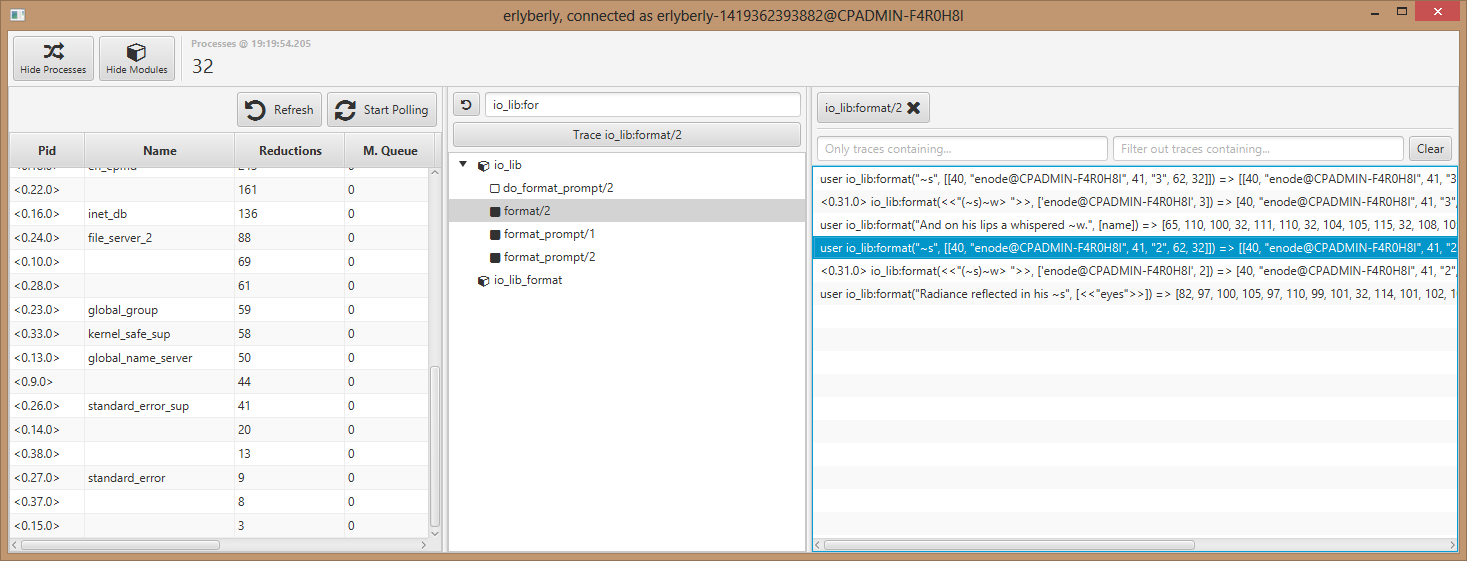 erlyberly, connected as erlyberly-1419362393882@CPADMIN-F4R0H8I
Hide Processes
Hide Modules
Processes @ 19:19:54.205
32
Refresh
Start Polling
Pid Name Reductions M. Queue
<0.22.0> 161 0
<0.16.0> inet_db 136 0
<0.24.0> file_server_2 88 0
<0.10.0> 69 0
<0.28.0> 61 0
<0.23.0> global_group 59 0
<0.33.0> kernel_safe_sup 58 0
<0.13.0> global_name_server 50 0
<0.9.0> 44 0
<0.26.0> standard_error_sup 41 0
<0.14.0> 20 0
<0.38.0> 13 0
<0.27.0> standard_error 9 0
<0.37.0> 8 0
<0.15.0> 3 0
io_lib:for
Trace io_lib:format/2
io_lib
do_format_prompt/2
format/2
format_prompt/1
format_prompt/2
io_lib_format
io_lib:format/2
Only traces containing...
Filter out traces containing...
Clear
user io_lib:format("~s", [[40, "enode@CPADMIN-F4R0H8I", 41, "3", 62, 32]]) => [[40, "enode@CPADMIN-F4R0H8I", 41, "3
<0.31.0> io_lib:format(<<"(~s)~w> ">>, ['enode@CPADMIN-F4R0H8I', 3]) => [40, "enode@CPADMIN-F4R0H8I", 41, "3",
user io_lib:format("And on his lips a whispered ~w.", [name]) => [65, 110, 100, 32, 111, 110, 32, 104, 105, 115, 32, 108, 10
user io_lib:format("~s", [[40, "enode@CPADMIN-F4R0H8I", 41, "2", 62, 32]]) => [[40, "enode@CPADMIN-F4R0H8I", 41, "2
<0.31.0> io_lib:format(<<"(~s)~w> ">>, ['enode@CPADMIN-F4R0H8I', 2]) => [40, "enode@CPADMIN-F4R0H8I", 41, "2",
user io_lib:format("Radiance reflected in his ~s", [<<"eyes">>]) => [82, 97, 100, 105, 97, 110, 99, 101, 32, 114, 101, 102, 1